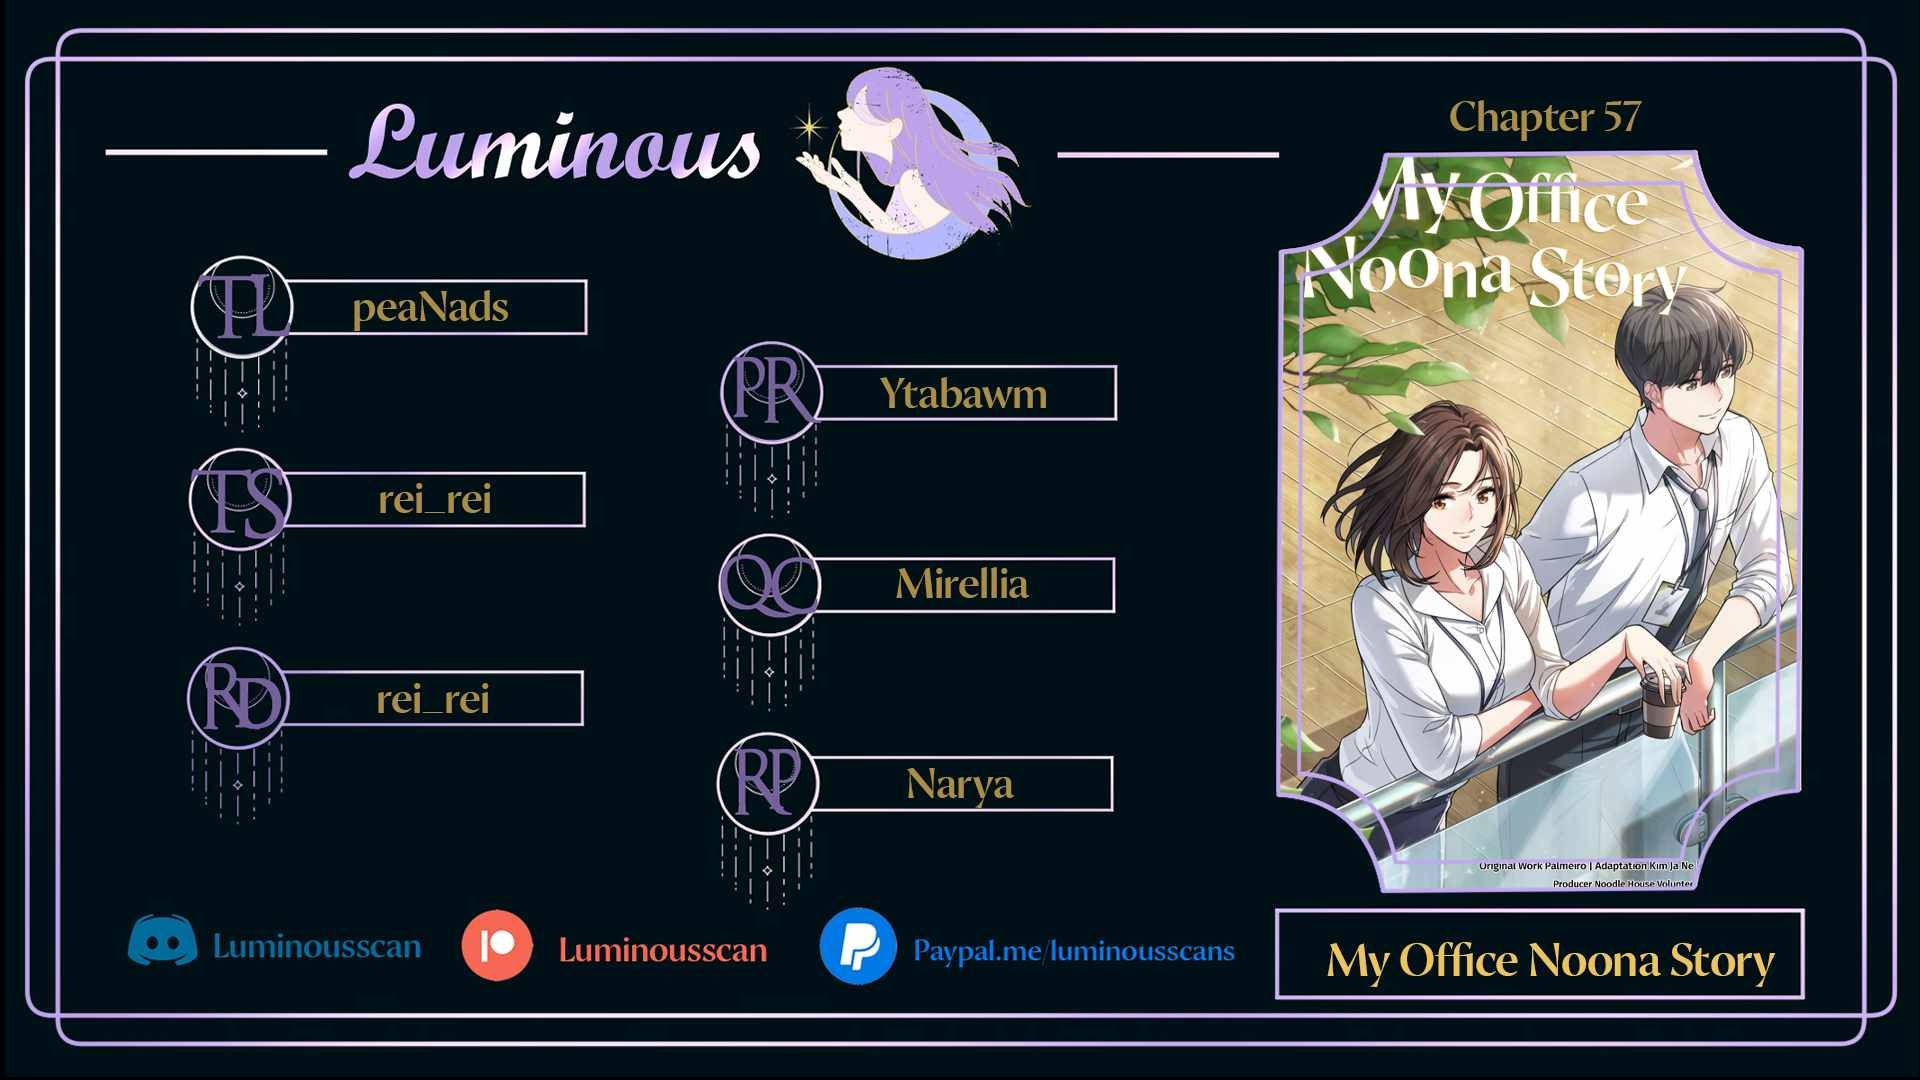 Luminous
TL
peaNads
TS
rei_rei
RD
rei_rei
PR
Ytabawm
QC
Mirellia
RP
Narya
Luminousscan
Luminousscan
Paypal.me/luminousscans
Chapter 57
My Office
Noona Story
Original Work Palmeiro | Adaptation Kim Ja Ne
Producer Noodle House Volunte
My Office Noona Story